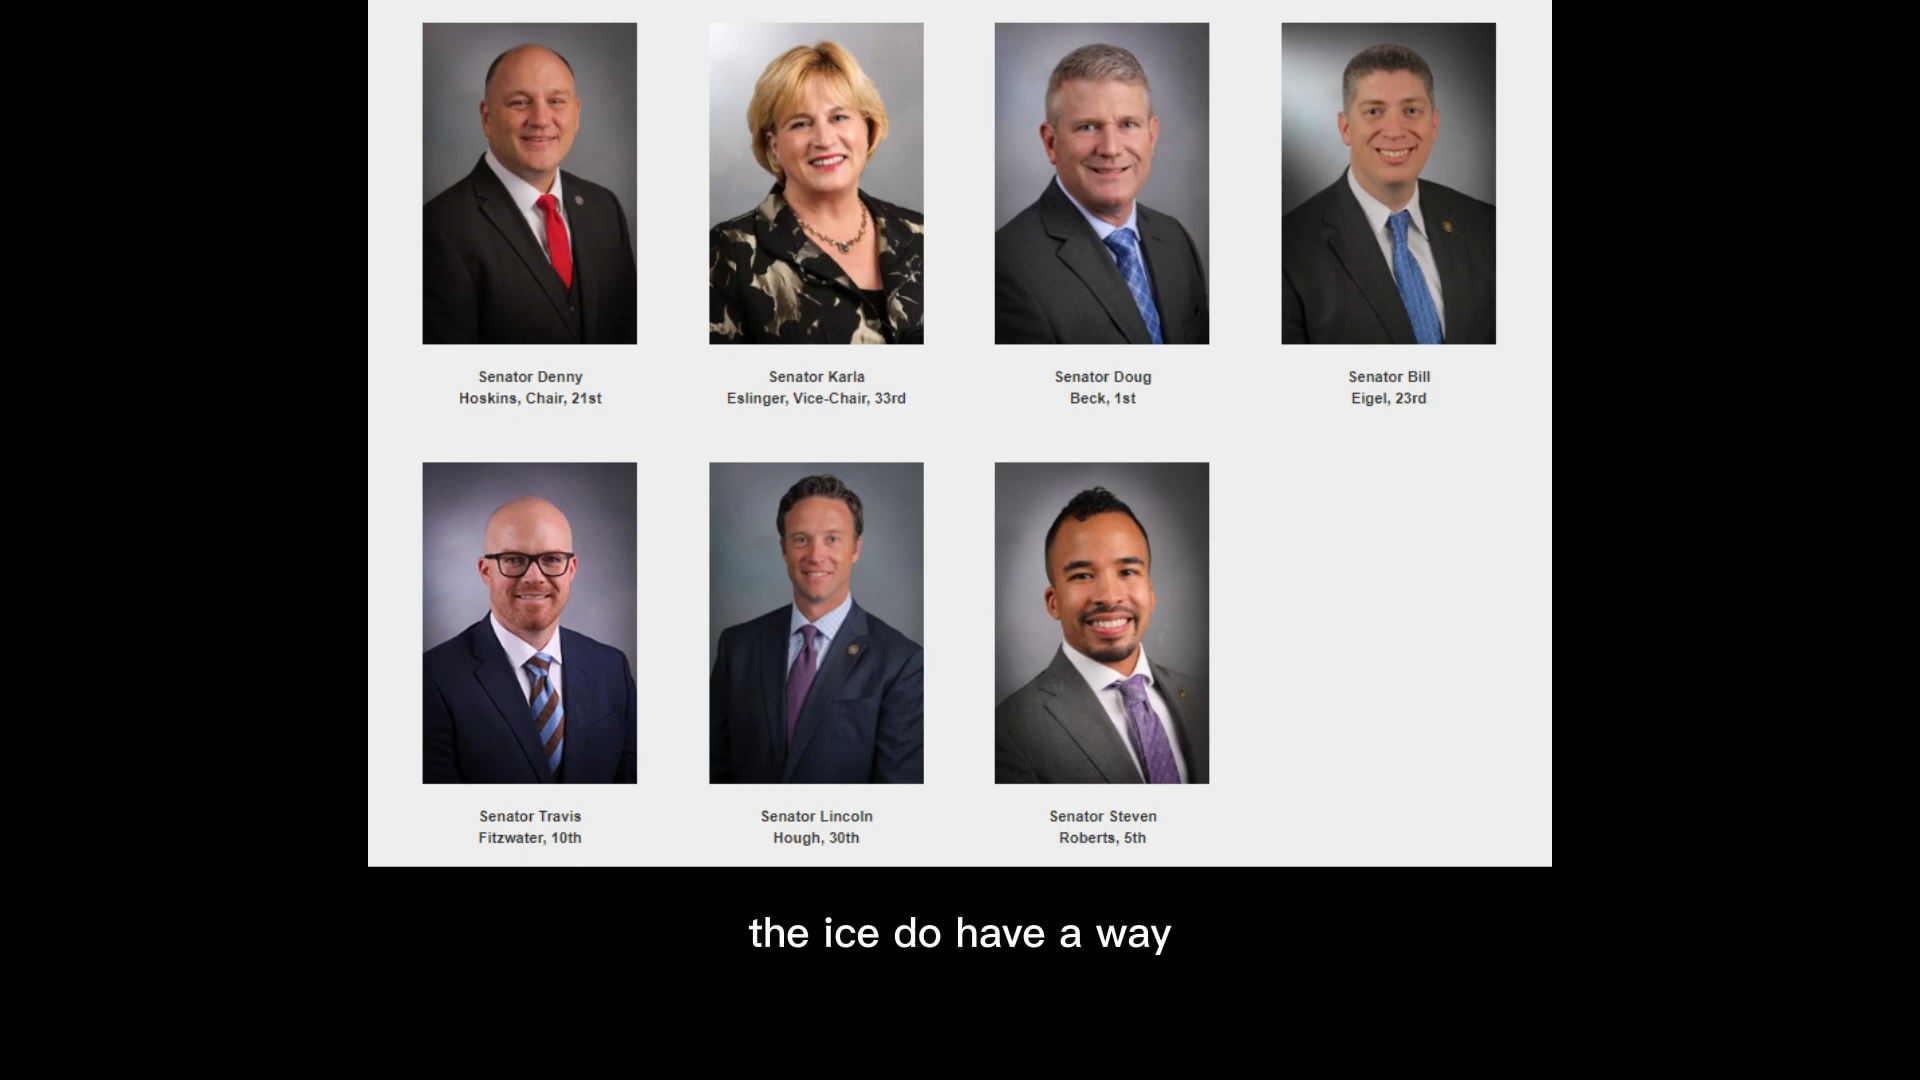 Senator Denny
Hoskins, Chair, 21st
Senator Karla
Eslinger, Vice-Chair, 33rd
Senator Doug
Beck, 1st
Senator Bill
Eigel, 23rd
Senator Travis
Fitzwater, 10th
Senator Lincoln
Hough, 30th
Senator Steven
Roberts, 5th
the ice do have a way